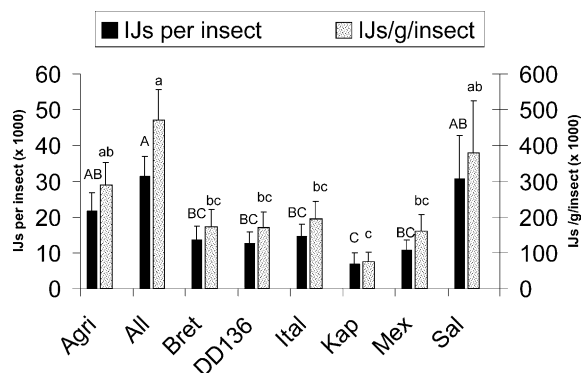 IJs per insect IJs/g/insect
60 600
50 500
40 400
30 300
20 200
10 100
0 0
IJs per insect (x 1000)
IJs /g/insect (x 1000)
AB ab A a BC bc BC bc BC bc C c BC bc AB ab
Agri All Bret DD136 Ital Kap Mex Sal